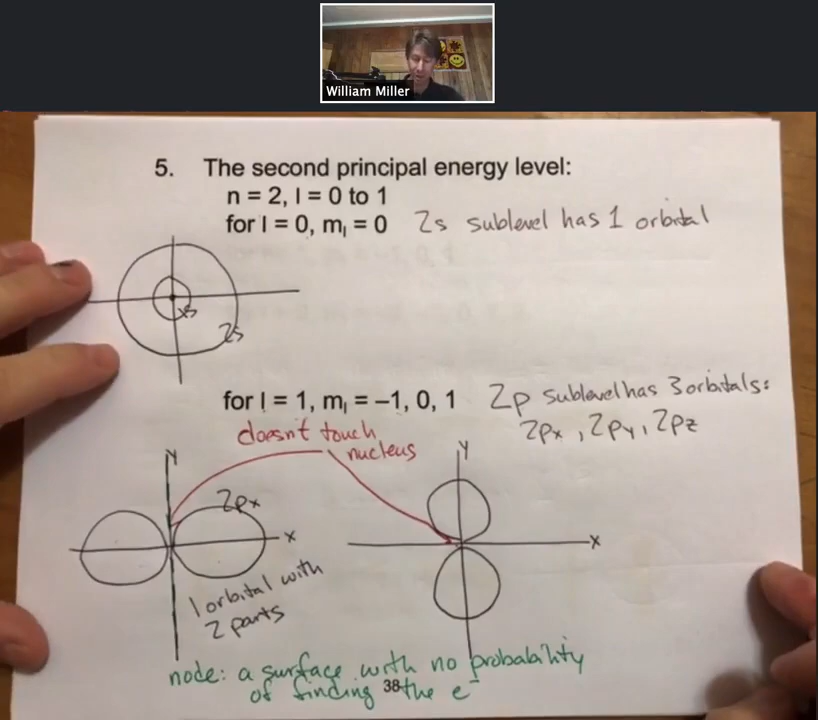 William Miller
5. The second principal energy level:
n = 2, l = 0 to 1
for l = 0, mₗ = 0 2s sublevel has 1 orbital
1s
2s
for l = 1, mₗ = –1, 0, 1 2p sublevel has 3 orbitals:
2px, 2py, 2pz
doesn't touch
nucleus
Y
Y
2px
X
X
1 orbital with
2 parts
node: a surface with no probability
of finding the e⁻
38